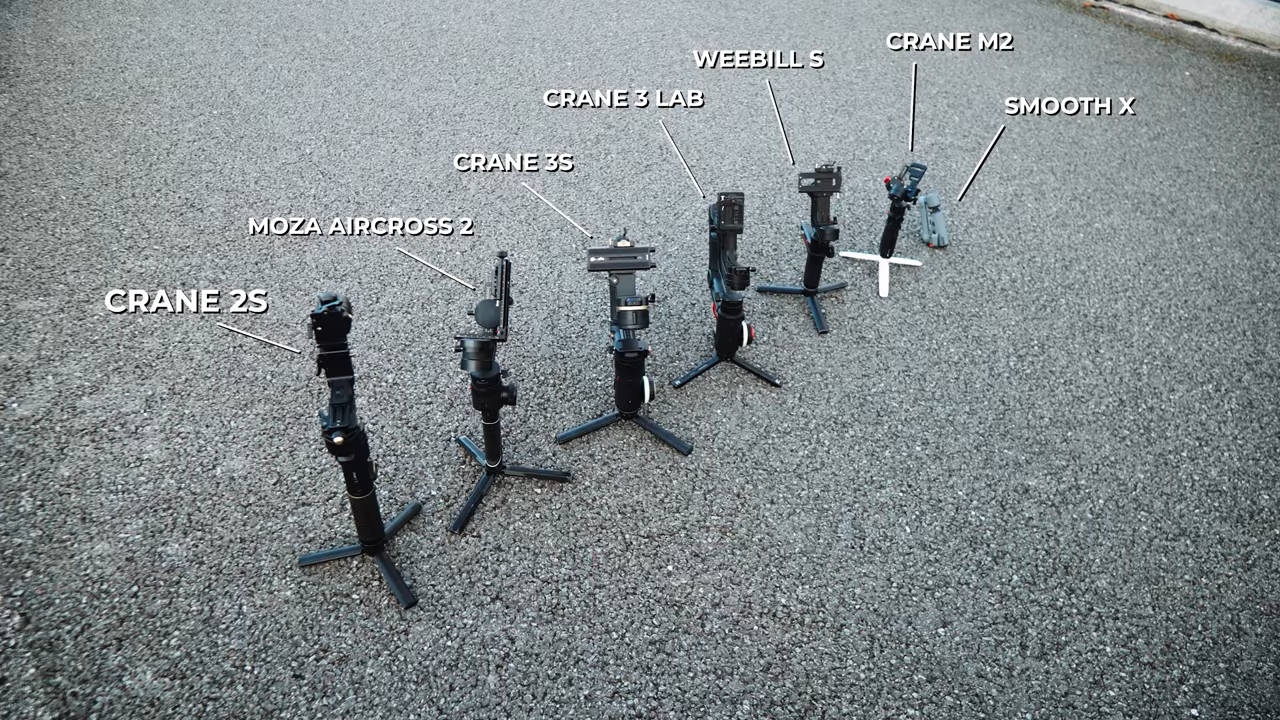 CRANE M2
WEEBILL S
CRANE 3 LAB
SMOOTH X
CRANE 3S
MOZA AIRCROSS 2
CRANE 2S